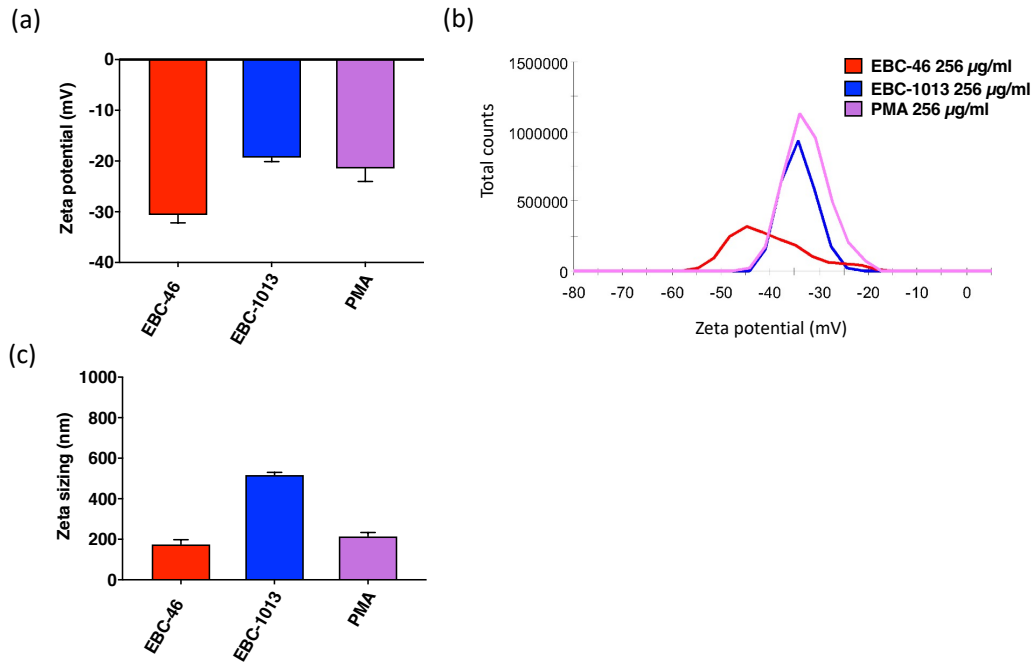 (a)
0
-10
-20
-30
-40
Zeta potential (mV)
EBC-46
EBC-1013
PMA
(b)
1500000
1000000
500000
0
Total counts
EBC-46 256 µg/ml
EBC-1013 256 µg/ml
PMA 256 µg/ml
-80 -70 -60 -50 -40 -30 -20 -10 0
Zeta potential (mV)
(c)
1000
800
600
400
200
0
Zeta sizing (nm)
EBC-46
EBC-1013
PMA